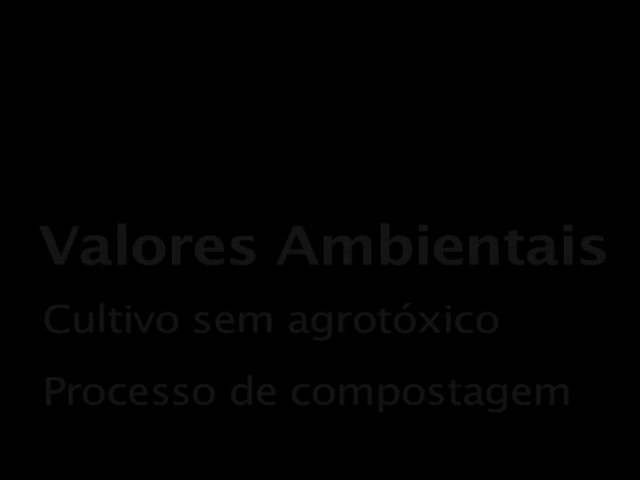 Valores Ambientais
Cultivo sem agrotóxico
Processo de compostagem